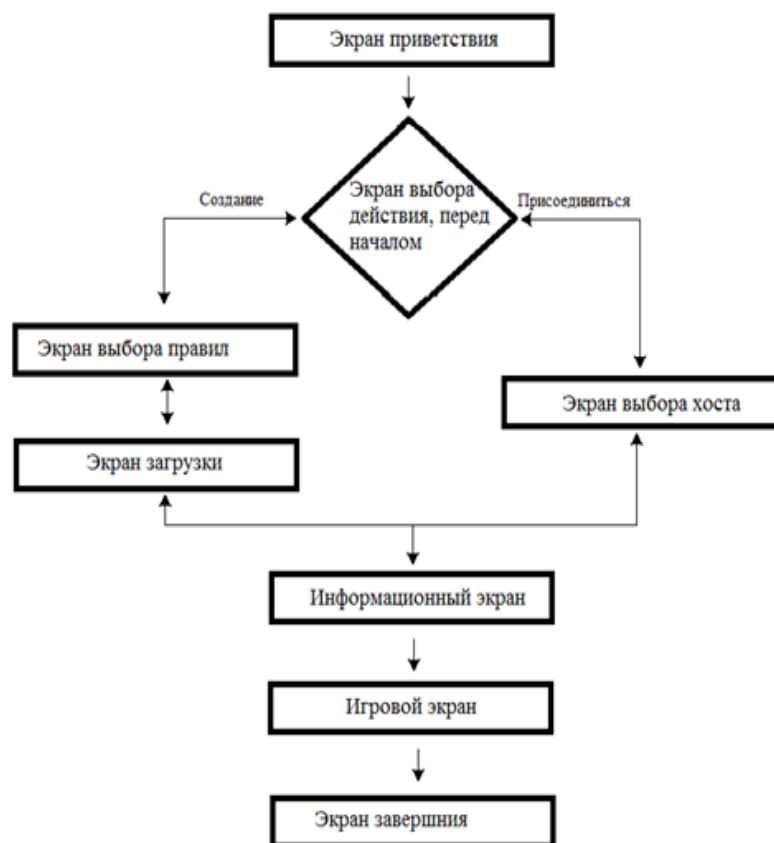 Экран приветствия
Создание
Экран выбора
действия, перед
началом
Присоединиться
Экран выбора правил
Экран выбора хоста
Экран загрузки
Информационный экран
Игровой экран
Экран завершния